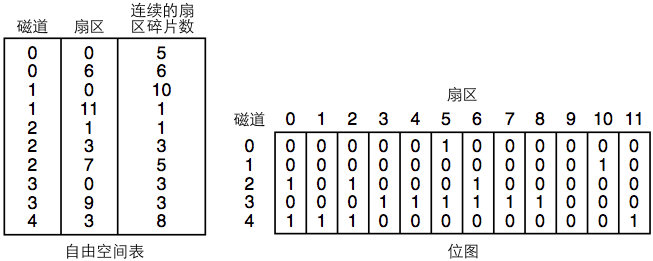 磁道 扇区 连续的扇区碎片数
0 0 5
0 6 6
1 0 10
1 11 1
2 1 1
2 3 3
2 7 5
3 0 3
3 9 3
4 3 8
自由空间表
扇区
磁道 0 1 2 3 4 5 6 7 8 9 10 11
0 0 0 0 0 0 1 0 0 0 0 0 0
1 0 0 0 0 0 0 0 0 0 0 1 0
2 1 0 1 0 0 0 1 0 0 0 0 0
3 0 0 0 1 1 1 1 1 1 0 0 0
4 1 1 1 0 0 0 0 0 0 0 0 1
位图